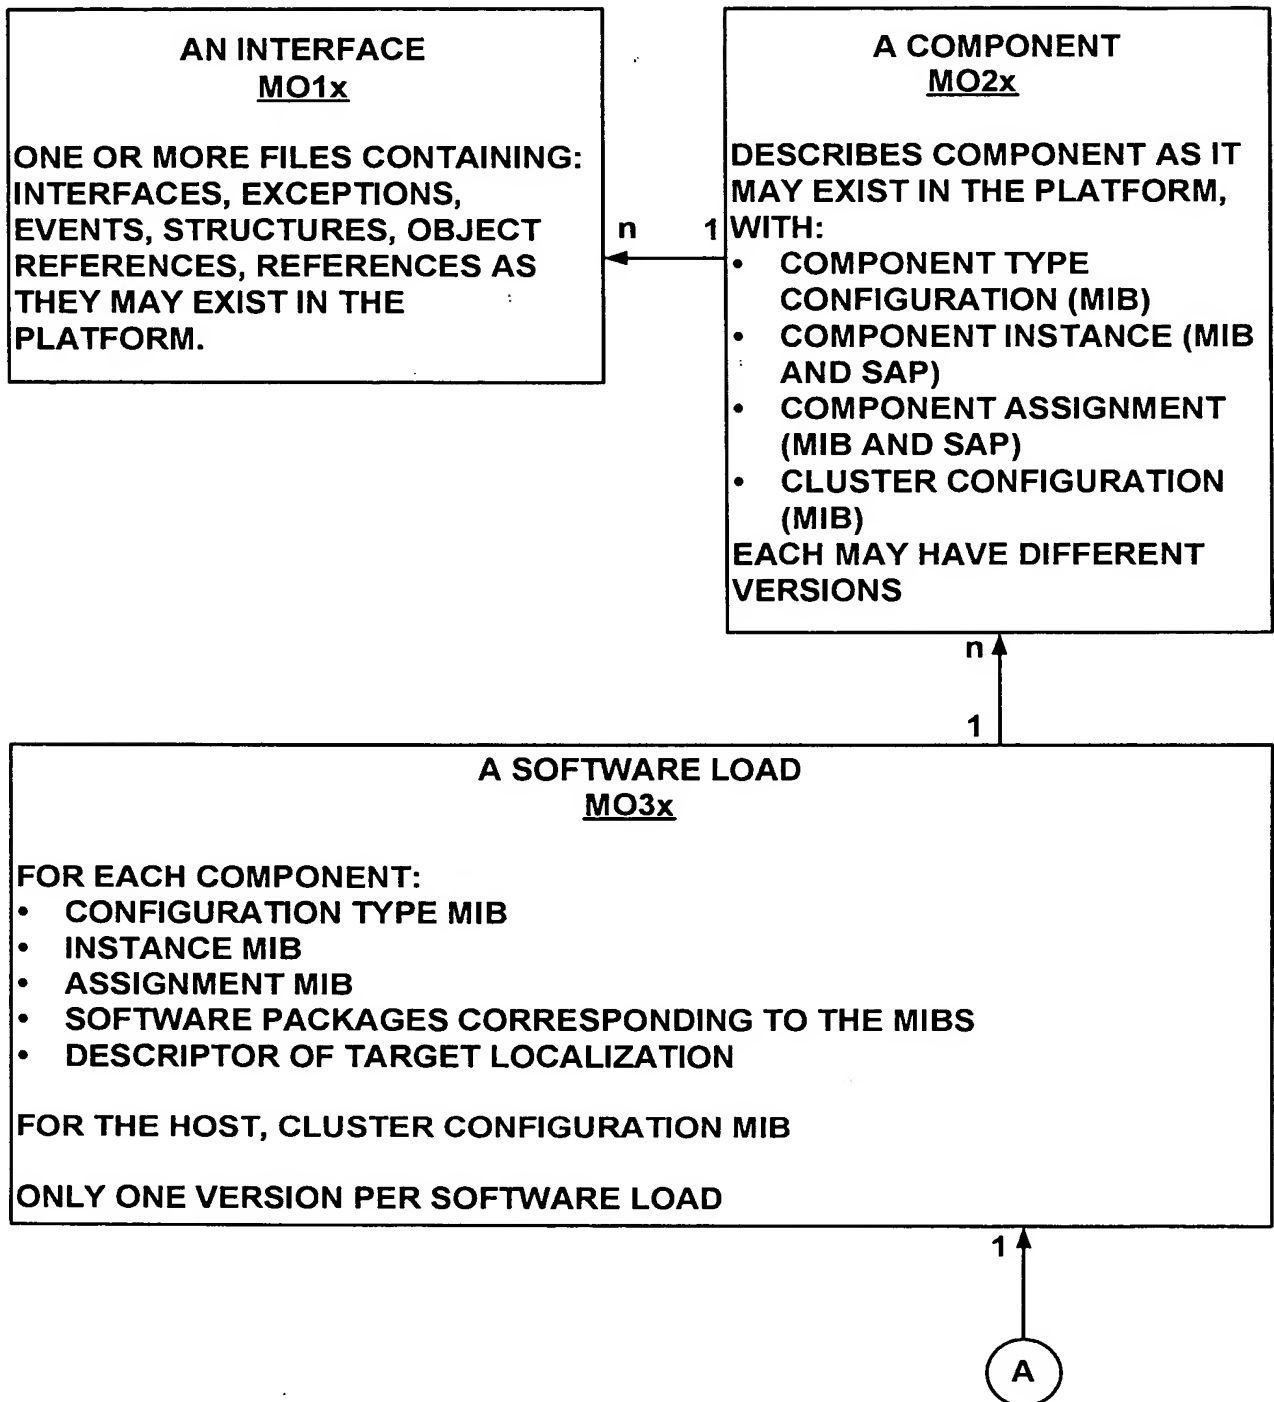 AN INTERFACE
MO1x
ONE OR MORE FILES CONTAINING:
INTERFACES, EXCEPTIONS,
EVENTS, STRUCTURES, OBJECT
REFERENCES, REFERENCES AS
THEY MAY EXIST IN THE
PLATFORM.
n
1
A COMPONENT
MO2x
DESCRIBES COMPONENT AS IT
MAY EXIST IN THE PLATFORM,
WITH:
• COMPONENT TYPE
CONFIGURATION (MIB)
• COMPONENT INSTANCE (MIB
AND SAP)
• COMPONENT ASSIGNMENT
(MIB AND SAP)
• CLUSTER CONFIGURATION
(MIB)
EACH MAY HAVE DIFFERENT
VERSIONS
n
1
A SOFTWARE LOAD
MO3x
FOR EACH COMPONENT:
• CONFIGURATION TYPE MIB
• INSTANCE MIB
• ASSIGNMENT MIB
• SOFTWARE PACKAGES CORRESPONDING TO THE MIBS
• DESCRIPTOR OF TARGET LOCALIZATION
FOR THE HOST, CLUSTER CONFIGURATION MIB
ONLY ONE VERSION PER SOFTWARE LOAD
1
A